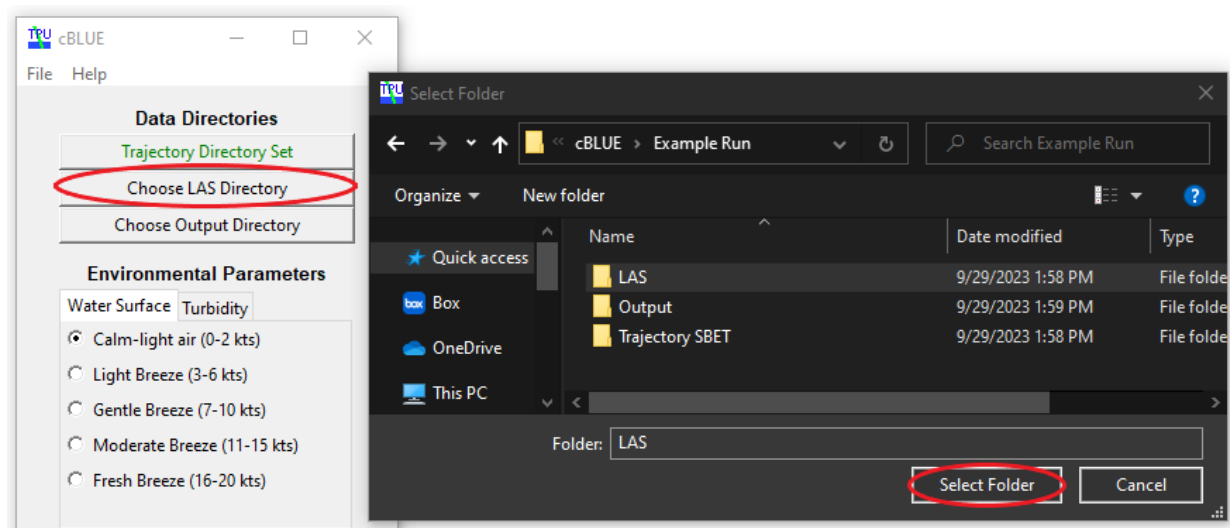 TPU cBLUE
File Help
Data Directories
Trajectory Directory Set
Choose LAS Directory
Choose Output Directory
Environmental Parameters
Water Surface Turbidity
Calm-light air (0-2 kts)
Light Breeze (3-6 kts)
Gentle Breeze (7-10 kts)
Moderate Breeze (11-15 kts)
Fresh Breeze (16-20 kts)
TPU Select Folder
« cBLUE > Example Run
Search Example Run
Organize New folder
?
Name Date modified Type
Quick access
box Box
OneDrive
This PC
LAS 9/29/2023 1:58 PM File folde
Output 9/29/2023 1:59 PM File folde
Trajectory SBET 9/29/2023 1:58 PM File folde
Folder: LAS
Select Folder Cancel